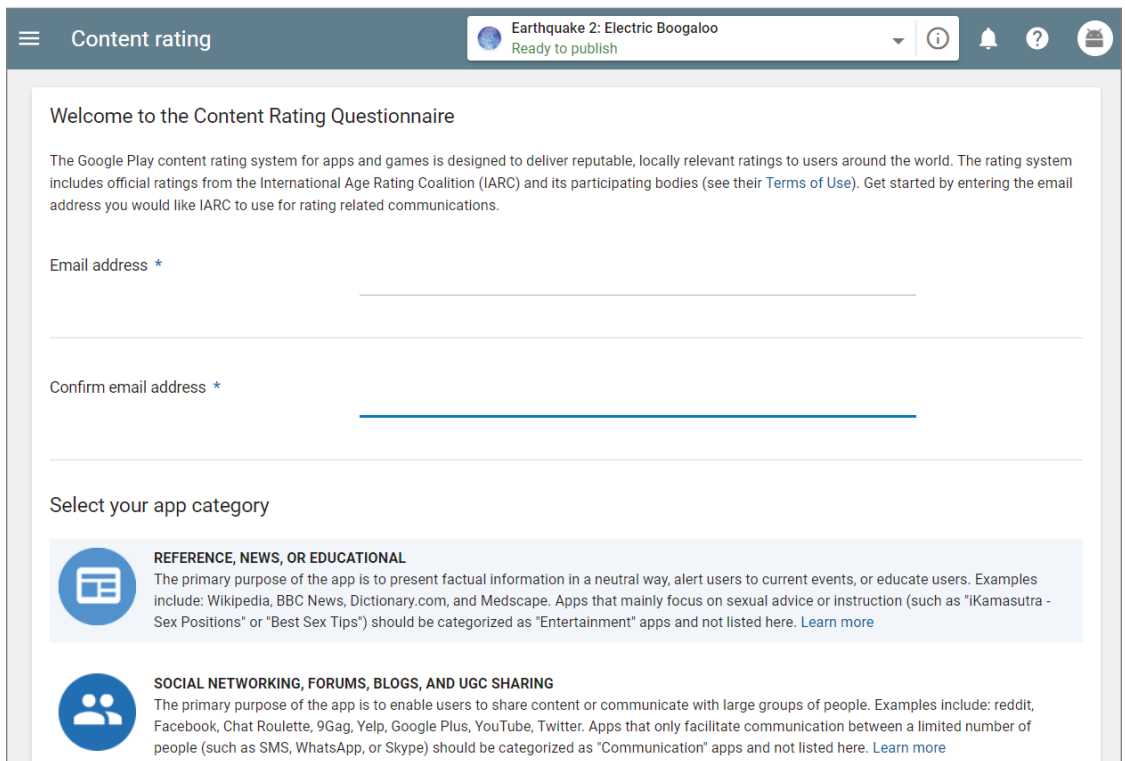 Content rating
Earthquake 2: Electric Boogaloo
Ready to publish
Welcome to the Content Rating Questionnaire
The Google Play content rating system for apps and games is designed to deliver reputable, locally relevant ratings to users around the world. The rating system
includes official ratings from the International Age Rating Coalition (IARC) and its participating bodies (see their Terms of Use). Get started by entering the email
address you would like IARC to use for rating related communications.
Email address *
Confirm email address *
Select your app category
REFERENCE, NEWS, OR EDUCATIONAL
The primary purpose of the app is to present factual information in a neutral way, alert users to current events, or educate users. Examples
include: Wikipedia, BBC News, Dictionary.com, and Medscape. Apps that mainly focus on sexual advice or instruction (such as "iKamasutra -
Sex Positions" or "Best Sex Tips") should be categorized as "Entertainment" apps and not listed here. Learn more
SOCIAL NETWORKING, FORUMS, BLOGS, AND UGC SHARING
The primary purpose of the app is to enable users to share content or communicate with large groups of people. Examples include: reddit,
Facebook, Chat Roulette, 9Gag, Yelp, Google Plus, YouTube, Twitter. Apps that only facilitate communication between a limited number of
people (such as SMS, WhatsApp, or Skype) should be categorized as "Communication" apps and not listed here. Learn more